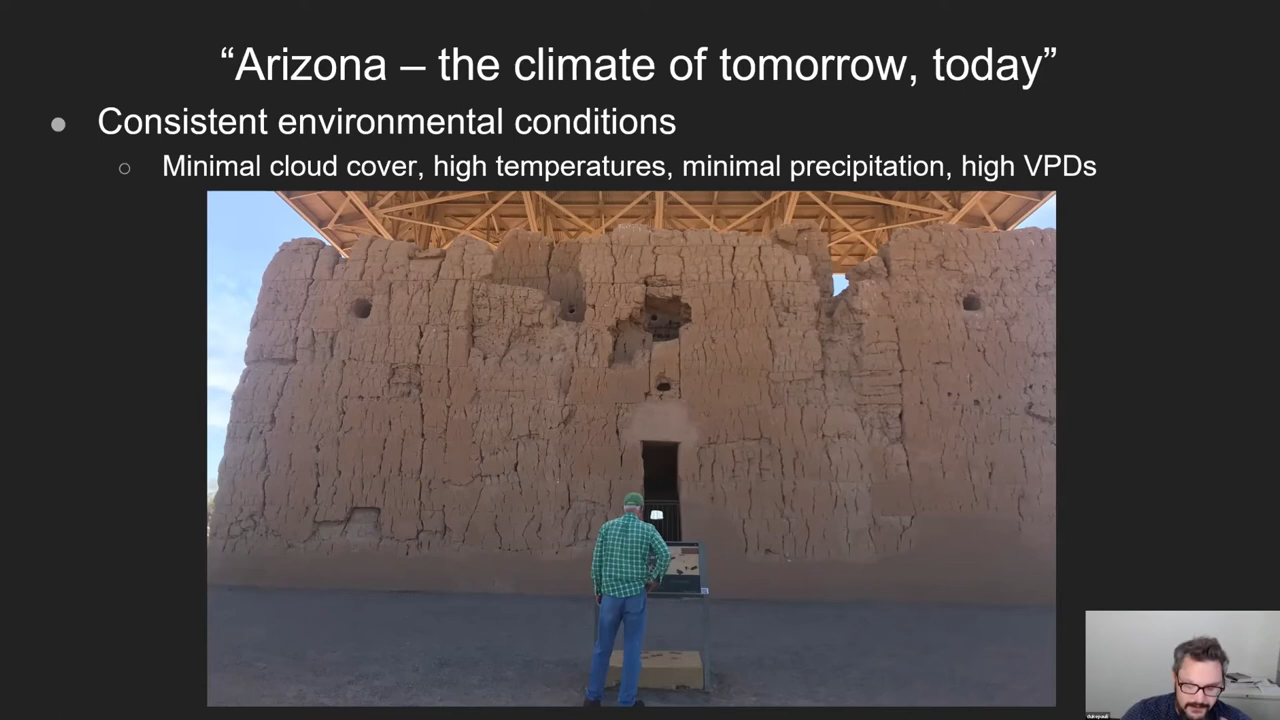 “Arizona – the climate of tomorrow, today”
Consistent environmental conditions
Minimal cloud cover, high temperatures, minimal precipitation, high VPDs